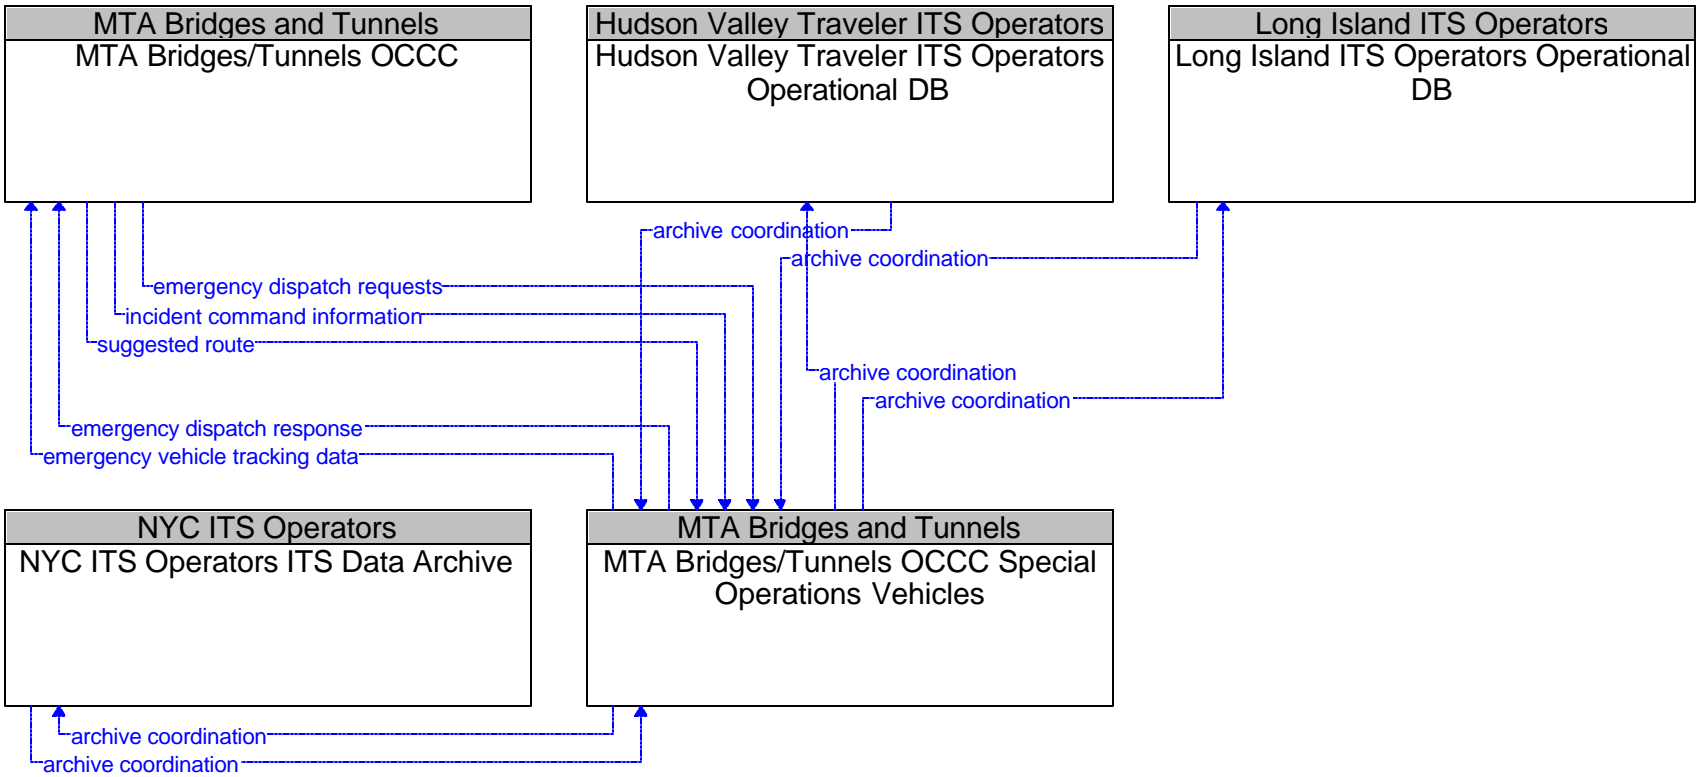 MTA Bridges and Tunnels
MTA Bridges/Tunnels OCCC
Hudson Valley Traveler ITS Operators
Hudson Valley Traveler ITS Operators
Operational DB
Long Island ITS Operators
Long Island ITS Operators Operational
DB
archive coordination
archive coordination
emergency dispatch requests
incident command information
suggested route
archive coordination
archive coordination
emergency dispatch response
emergency vehicle tracking data
NYC ITS Operators
NYC ITS Operators ITS Data Archive
MTA Bridges and Tunnels
MTA Bridges/Tunnels OCCC Special
Operations Vehicles
archive coordination
archive coordination